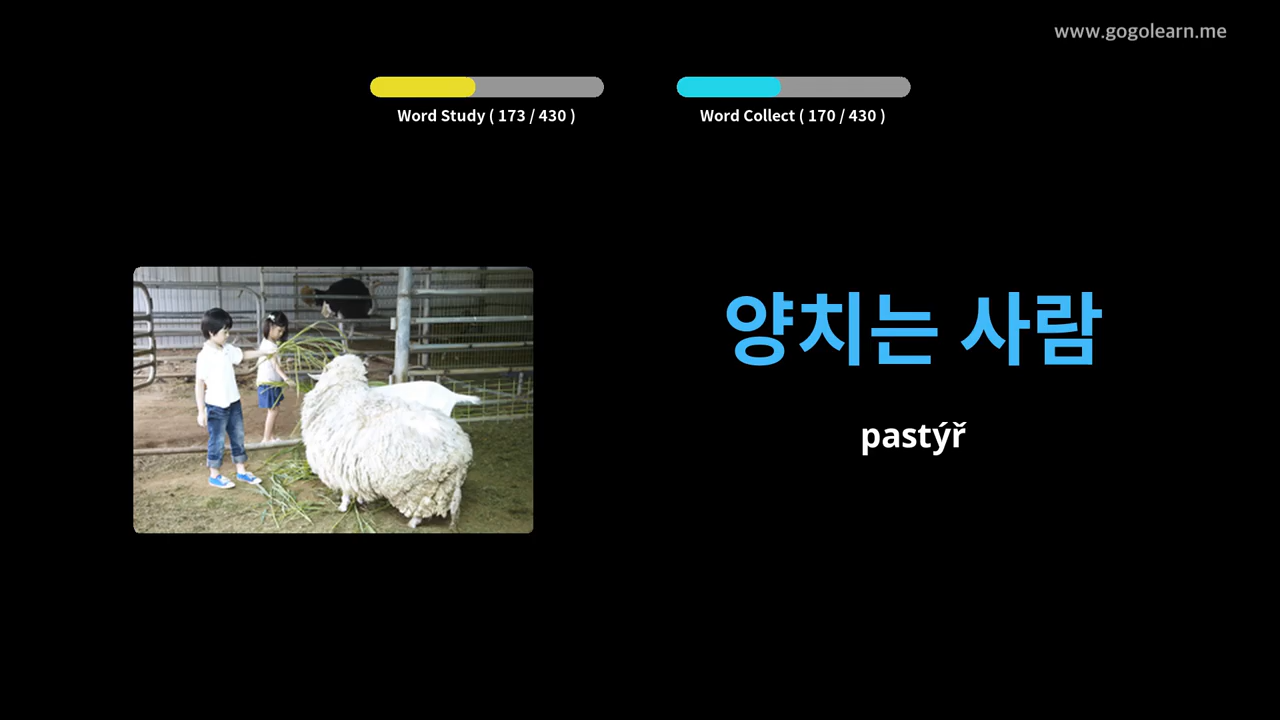 www.gogolearn.me
Word Study ( 173 / 430 )
Word Collect ( 170 / 430 )
양치는 사람
pastýř